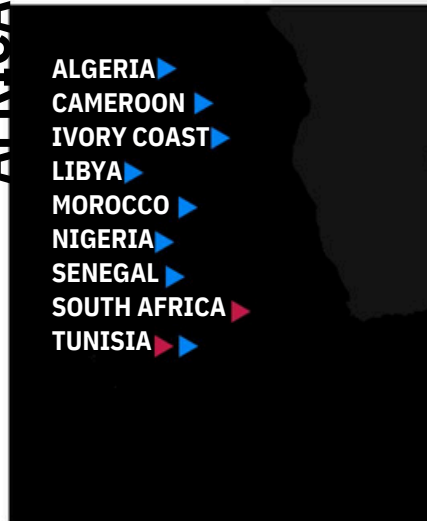 ALGERIA
CAMEROON
IVORY COAST
LIBYA
MOROCCO
NIGERIA
SENEGAL
SOUTH AFRICA
TUNISIA